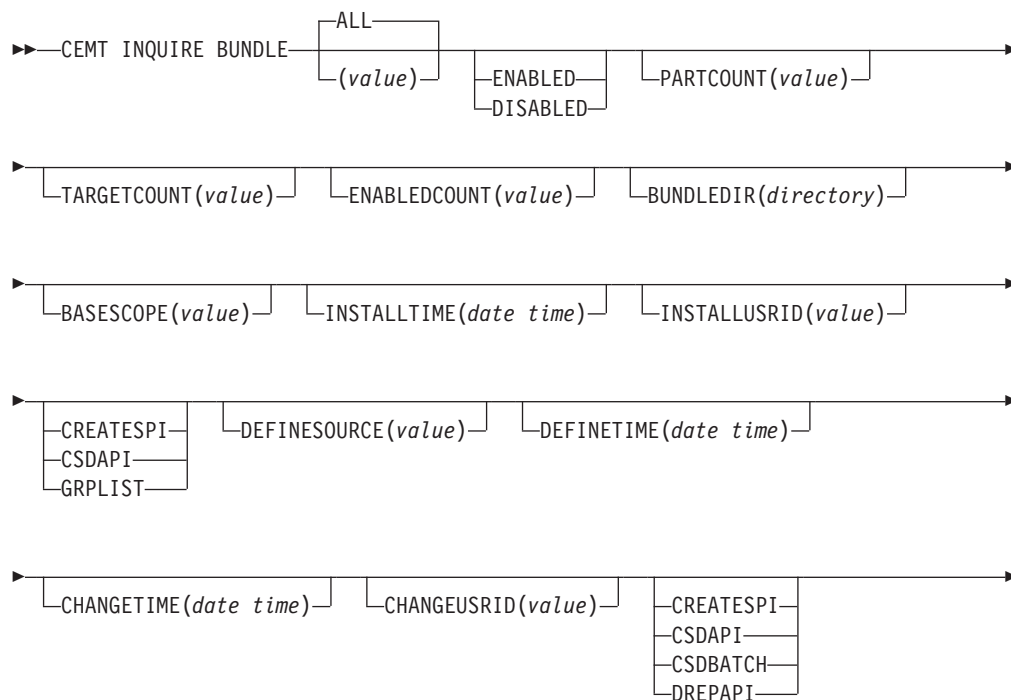 ALL
CEMT INQUIRE BUNDLE
(value)
ENABLED
DISABLED
PARTCOUNT(value)
TARGETCOUNT(value)
ENABLEDCOUNT(value)
BUNDLEDIR(directory)
BASESCOPE(value)
INSTALLTIME(date time)
INSTALLUSRID(value)
CREATESPI
CSDAPI
GRPLIST
DEFINESOURCE(value)
DEFINETIME(date time)
CHANGETIME(date time)
CHANGEUSRID(value)
CREATESPI
CSDAPI
CSDBATCH
DREPAPI